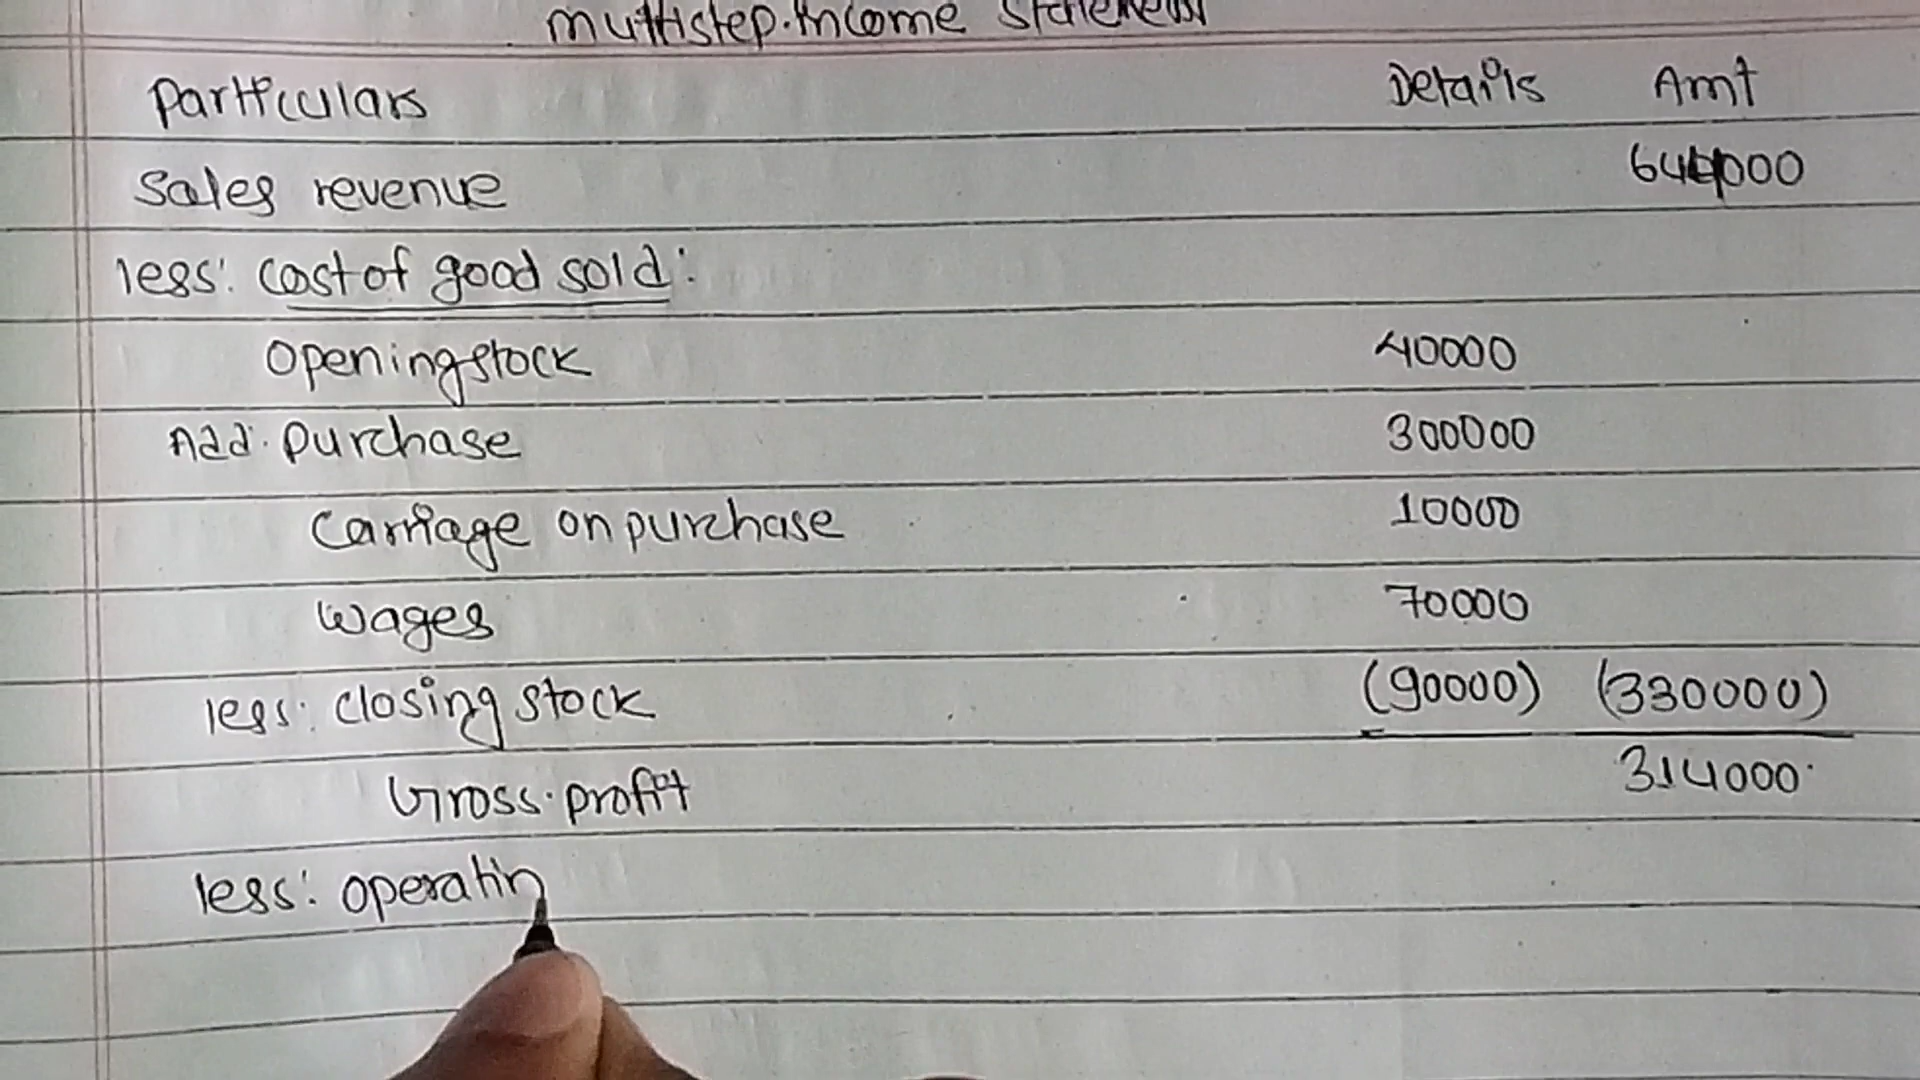 Multistep. Income Statement
Particulars Details Amt
Sales revenue 644000
less: cost of good sold:
Opening stock 40000
Add. Purchase 300000
Carriage on purchase 10000
Wages 70000
less: closing stock (90000) (330000)
Gross. profit 314000
less: operatin